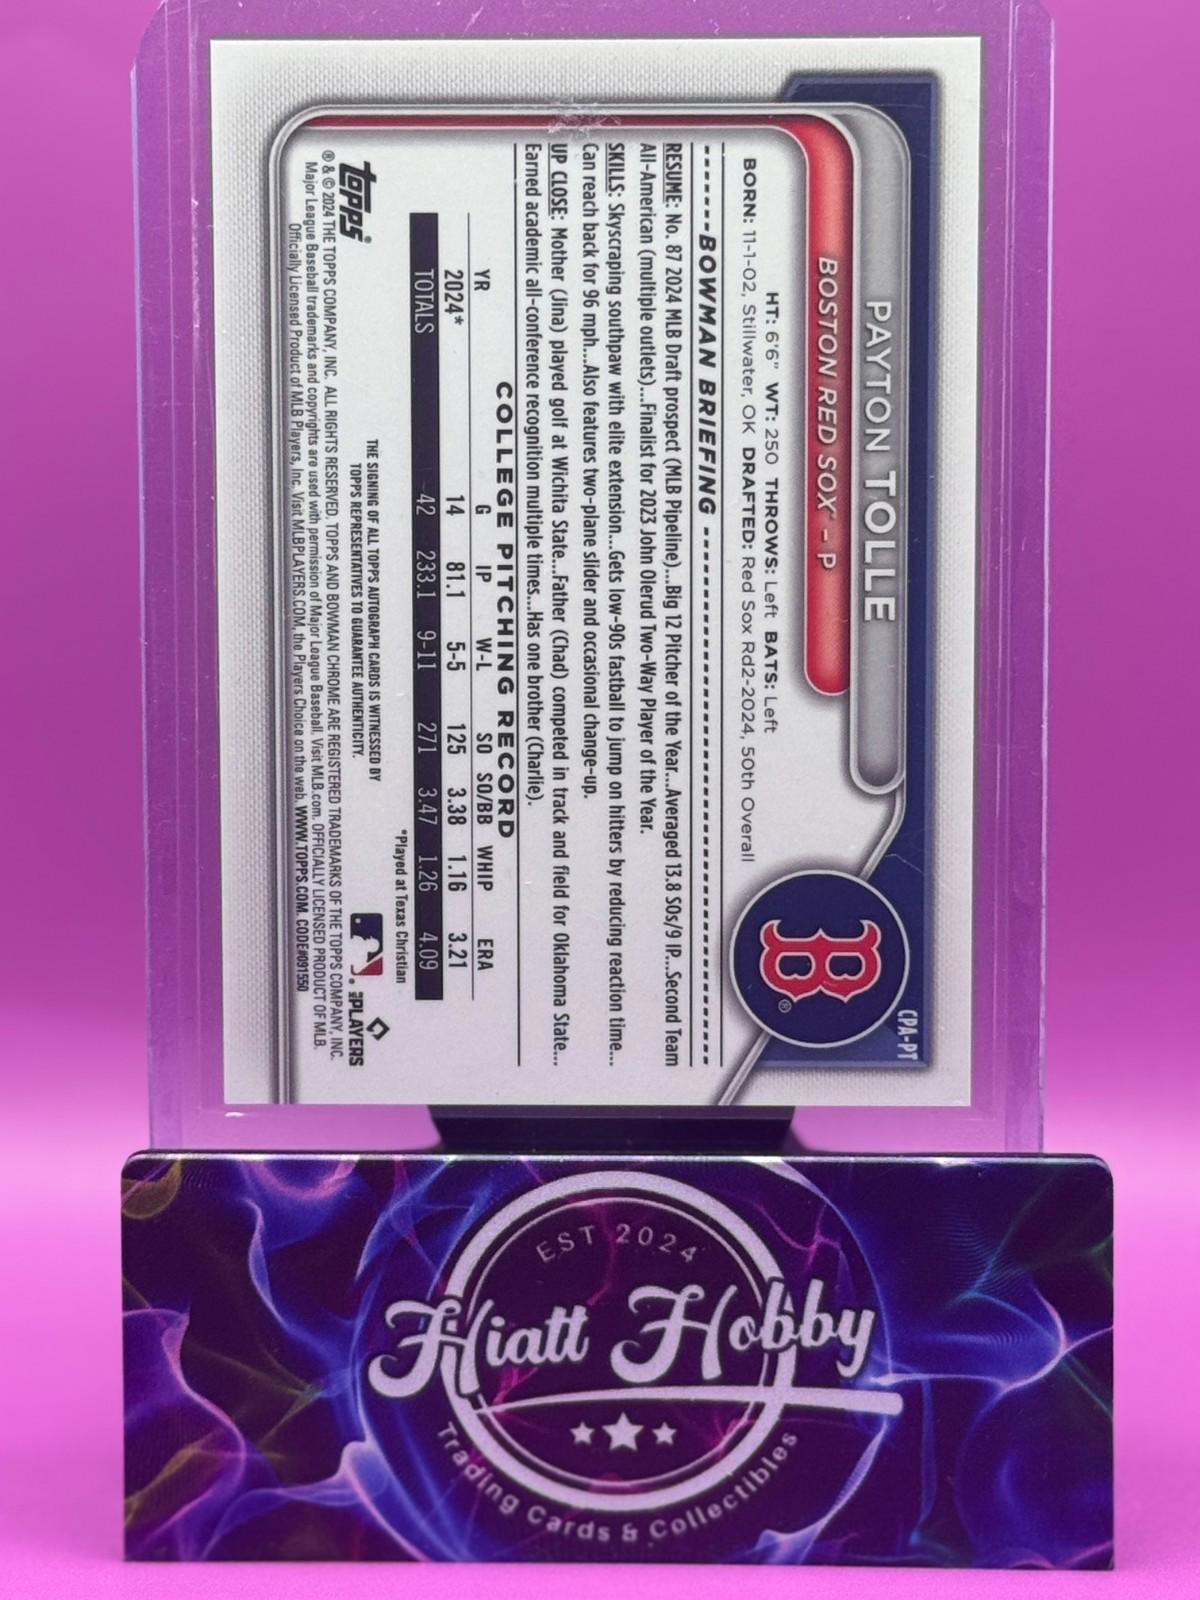 CPA-PT
PAYTON TOLLE
BOSTON RED SOX® - P
B®
HT: 6'6" WT: 250 THROWS: Left BATS: Left
BORN: 11-1-02, Stillwater, OK DRAFTED: Red Sox Rd2-2024, 50th Overall
------BOWMAN BRIEFING ------
RESUME: No. 87 2024 MLB Draft prospect (MLB Pipeline)...Big 12 Pitcher of the Year...Averaged 13.8 SOs/9 IP...Second Team
All-American (multiple outlets)...Finalist for 2023 John Olerud Two-Way Player of the Year.
SKILLS: Skyscraping southpaw with elite extension...Gets low-90s fastball to jump on hitters by reducing reaction time...
Can reach back for 96 mph...Also features two-plane slider and occasional change-up.
UP CLOSE: Mother (Jina) played golf at Wichita State...Father (Chad) competed in track and field for Oklahoma State...
Earned academic all-conference recognition multiple times...Has one brother (Charlie).
COLLEGE PITCHING RECORD
YR G IP W-L SO SO/BB WHIP ERA
2024* 14 81.1 5-5 125 3.38 1.16 3.21
TOTALS 42 233.1 9-11 271 3.47 1.26 4.09
*Played at Texas Christian
topps®
THE SIGNING OF ALL TOPPS AUTOGRAPH CARDS IS WITNESSED BY
TOPPS REPRESENTATIVES TO GUARANTEE AUTHENTICITY.
MLB PLAYERS
® & © 2024 THE TOPPS COMPANY, INC. ALL RIGHTS RESERVED. TOPPS AND BOWMAN CHROME ARE REGISTERED TRADEMARKS OF THE TOPPS COMPANY, INC.
Major League Baseball trademarks and copyrights are used with permission of Major League Baseball. Visit MLB.com. OFFICIALLY LICENSED PRODUCT OF MLB.
Officially Licensed Product of MLB Players, Inc. Visit MLBPLAYERS.COM, the Players Choice on the web. WWW.TOPPS.COM. CODE#091550
EST 2024
Hiatt Hobby
Trading Cards & Collectibles